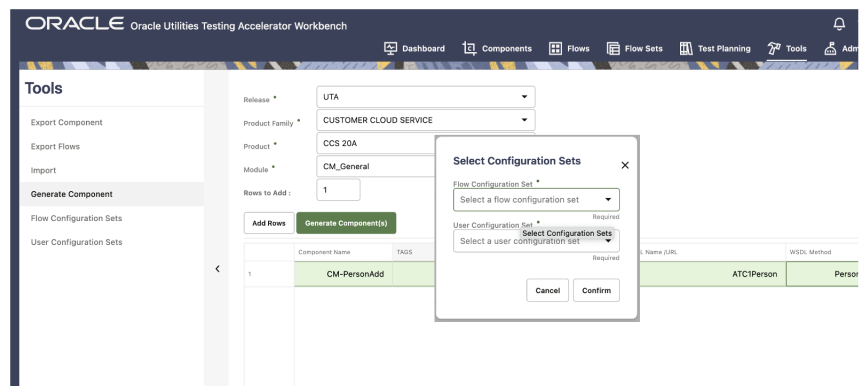 ORACLE Oracle Utilities Testing Accelerator Workbench
Dashboard Components Flows Flow Sets Test Planning Tools Adm
Tools
Export Component
Export Flows
Import
Generate Component
Flow Configuration Sets
User Configuration Sets
Release * UTA
Product Family * CUSTOMER CLOUD SERVICE
Product * CCS 20A
Module * CM_General
Rows to Add : 1
Add Rows Generate Component(s)
Component Name TAGS L Name /URL WSDL Method
1 CM-PersonAdd ATC1Person Person
Select Configuration Sets
Flow Configuration Set *
Select a flow configuration set
Required
User Configuration Set *
Select Configuration Sets
Select a user configuration set
Required
Cancel Confirm